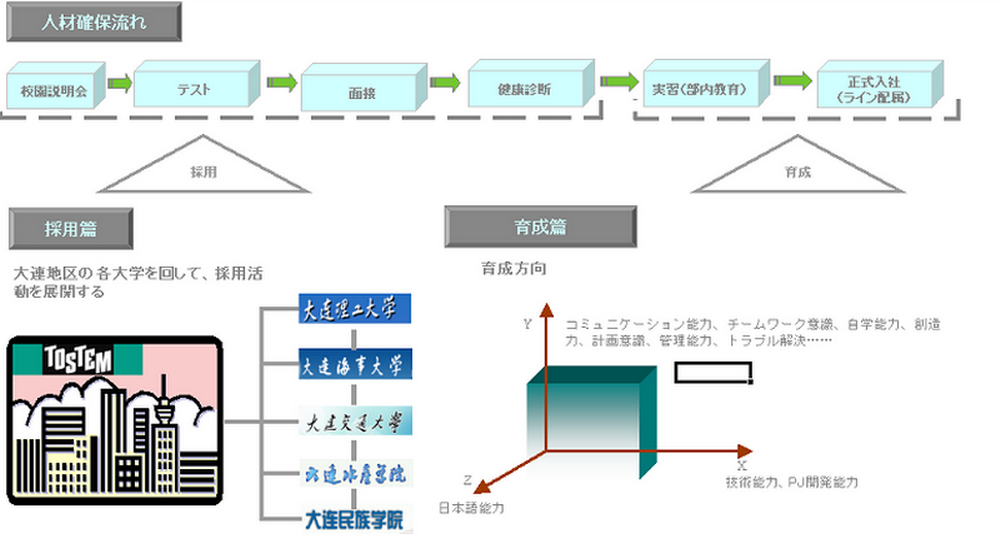 人材確保流れ
校園説明会
テスト
面接
健康診断
実習(部内教育)
正式入社
(ライン配属)
採用
育成
採用篇
大連地区の各大学を回して、採用活
動を展開する
TOSTEM
大连理工大学
大连海事大学
大连交通大学
大连水产学院
大连民族学院
育成篇
育成方向
Y
コミュニケーション能力、チームワーク意識、自学能力、創造
力、計画意識、管理能力、トラブル解決……
X
技術能力、PJ開発能力
Z
日本語能力